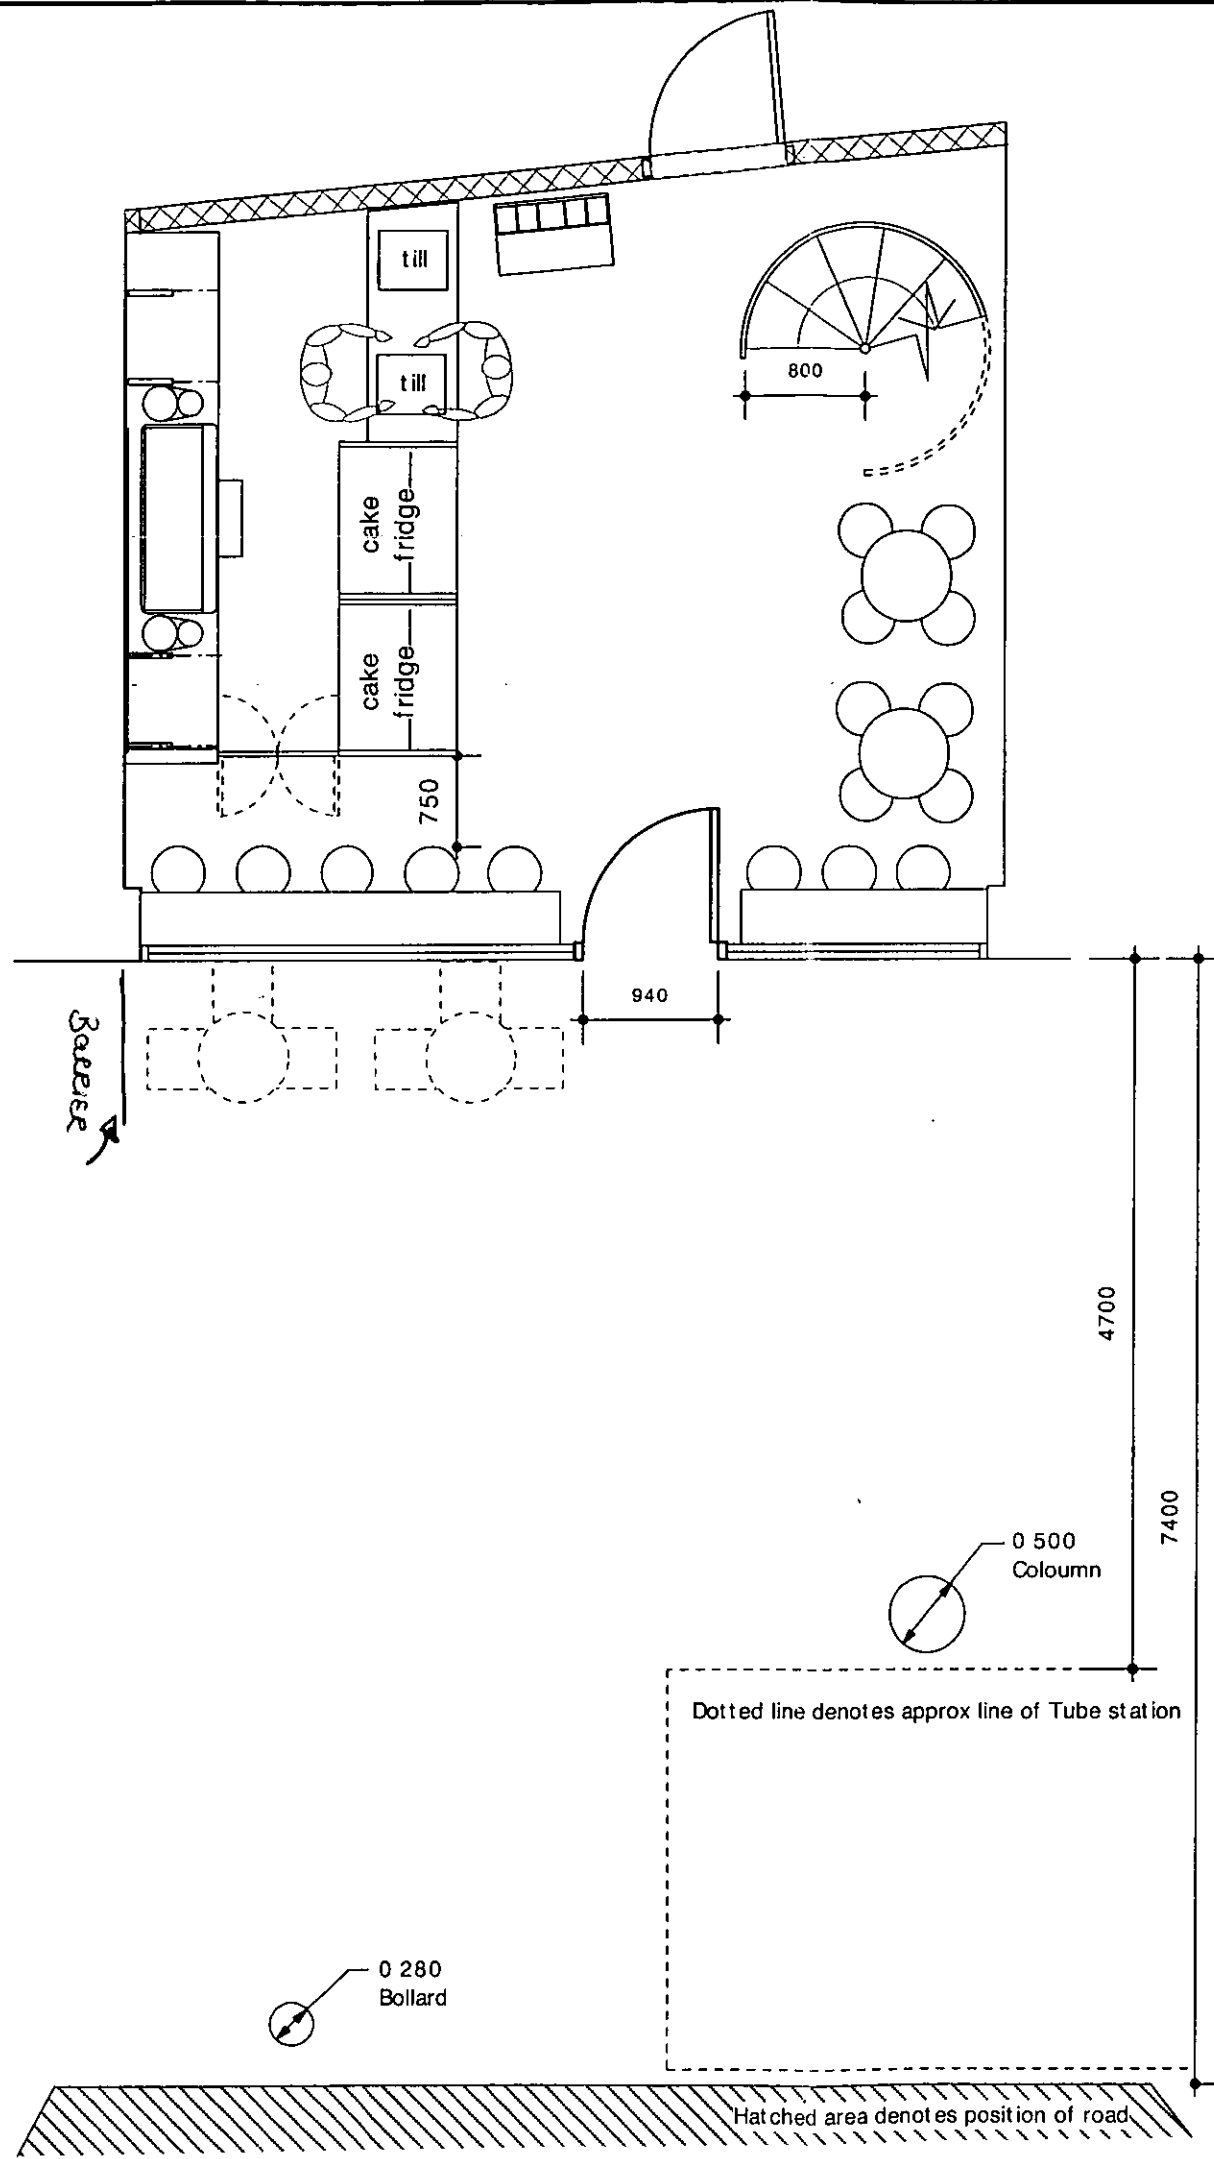 till
800
till
cake
fridge
cake
fridge
750
940
Barrier
4700
7400
0 500
Coloumn
Dotted line denotes approx line of Tube station
0 280
Bollard
Hatched area denotes position of road